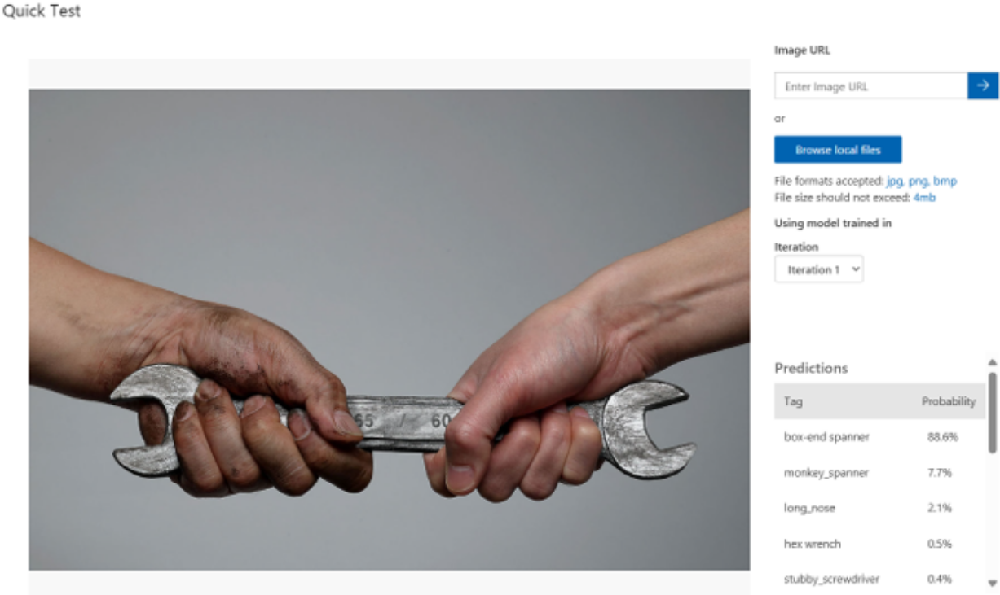 Quick Test
Image URL
Enter Image URL
or
Browse local files
File formats accepted: jpg, png, bmp
File size should not exceed: 4mb
Using model trained in
Iteration
Iteration 1
65 / 60
Predictions
Tag Probability
box-end spanner 88.6%
monkey_spanner 7.7%
long_nose 2.1%
hex wrench 0.5%
stubby_screwdriver 0.4%